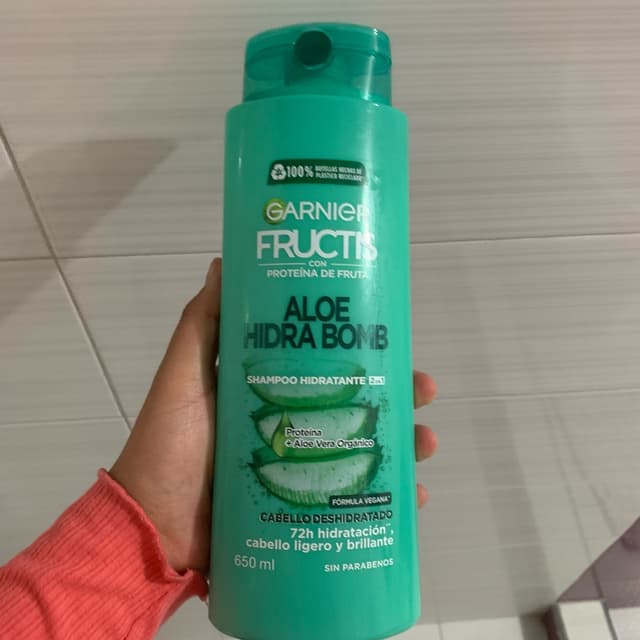 100% BOTELLAS HECHAS DE
PLÁSTICO RECICLADO
GARNIER
FRUCTIS
CON
PROTEÍNA DE FRUTA
ALOE
HIDRA BOMB
SHAMPOO HIDRATANTE 2en1
Proteína
+ Aloe Vera Orgánico
FÓRMULA VEGANA*
CABELLO DESHIDRATADO
72h hidratación**,
cabello ligero y brillante
650 ml
SIN PARABENOS